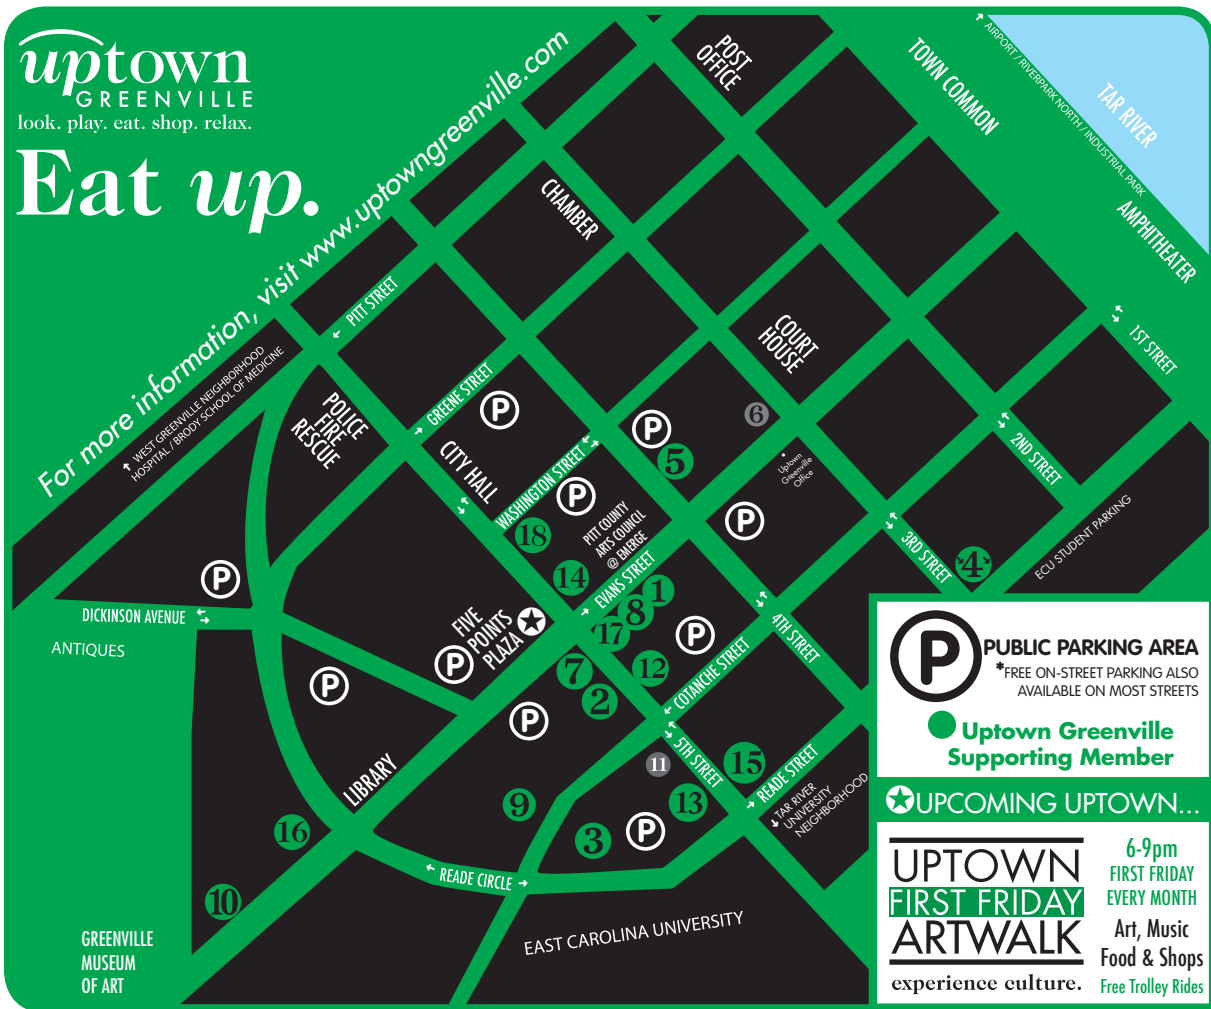 uptown
GREENVILLE
look. play. eat. shop. relax.
Eat up.
For more information, visit www.uptowngreenville.com
POST
OFFICE
TOWN COMMON
AIRPORT / RIVERPARK NORTH / INDUSTRIAL PARK
TAR RIVER
AMPHITHEATER
CHAMBER
PITT STREET
COURT
HOUSE
1ST STREET
WEST GREENVILLE NEIGHBORHOOD
HOSPITAL / BRODY SCHOOL OF MEDICINE
POLICE
FIRE
RESCUE
GREENE STREET
P
CITY HALL
WASHINGTON STREET
P
5
6
Uptown
Greenville
Office
2ND STREET
P
18
PITT COUNTY
ARTS COUNCIL
@ EMERGE
P
3RD STREET
4
ECU STUDENT PARKING
P
14
EVANS STREET
1
8
17
DICKINSON AVENUE
ANTIQUES
FIVE
POINTS
PLAZA
P
P
4TH STREET
7
2
12
COTANCHE STREET
P
P
5TH STREET
11
15
READE STREET
TAR RIVER
UNIVERSITY
NEIGHBORHOOD
LIBRARY
9
13
3
P
16
READE CIRCLE
10
GREENVILLE
MUSEUM
OF ART
EAST CAROLINA UNIVERSITY
P
PUBLIC PARKING AREA
*FREE ON-STREET PARKING ALSO
AVAILABLE ON MOST STREETS
Uptown Greenville
Supporting Member
UPCOMING UPTOWN...
UPTOWN
FIRST FRIDAY
ARTWALK
experience culture.
6-9pm
FIRST FRIDAY
EVERY MONTH
Art, Music
Food & Shops
Free Trolley Rides